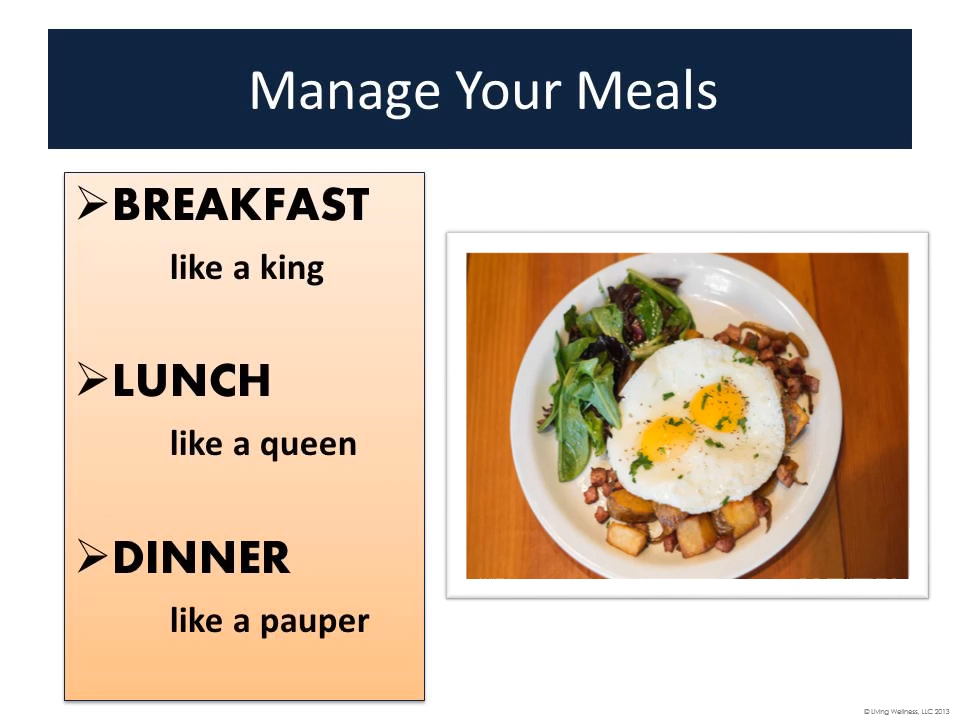 Manage Your Meals
➢BREAKFAST
like a king
➢LUNCH
like a queen
➢DINNER
like a pauper
© Living Wellness, LLC 2013